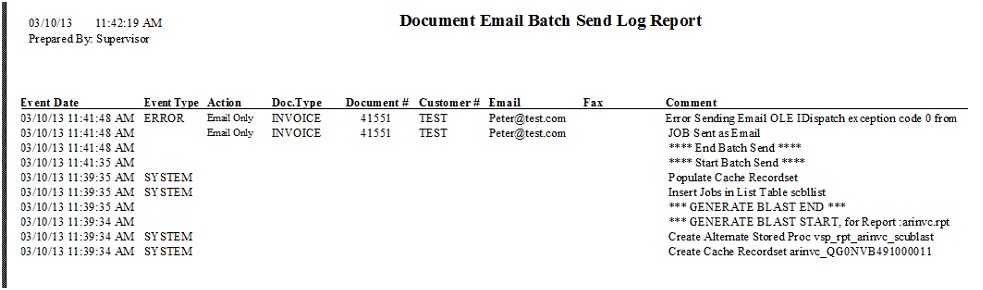 03/10/13 11:42:19 AM Document Email Batch Send Log Report
Prepared By: Supervisor
Event Date Event Type Action Doc.Type Document # Customer # Email Fax Comment
03/10/13 11:41:48 AM ERROR Email Only INVOICE 41551 TEST Peter@test.com Error Sending Email OLE IDispatch exception code 0 from
03/10/13 11:41:48 AM Email Only INVOICE 41551 TEST Peter@test.com JOB Sent as Email
03/10/13 11:41:48 AM **** End Batch Send ****
03/10/13 11:41:35 AM **** Start Batch Send ****
03/10/13 11:39:35 AM SYSTEM Populate Cache Recordset
03/10/13 11:39:35 AM SYSTEM Insert Jobs in List Table scbllist
03/10/13 11:39:35 AM *** GENERATE BLAST END ***
03/10/13 11:39:34 AM *** GENERATE BLAST START, for Report :arinvc.rpt
03/10/13 11:39:34 AM SYSTEM Create Alternate Stored Proc vsp_rpt_arinvc_scublast
03/10/13 11:39:34 AM SYSTEM Create Cache Recordset arinvc_QG0NVB491000011